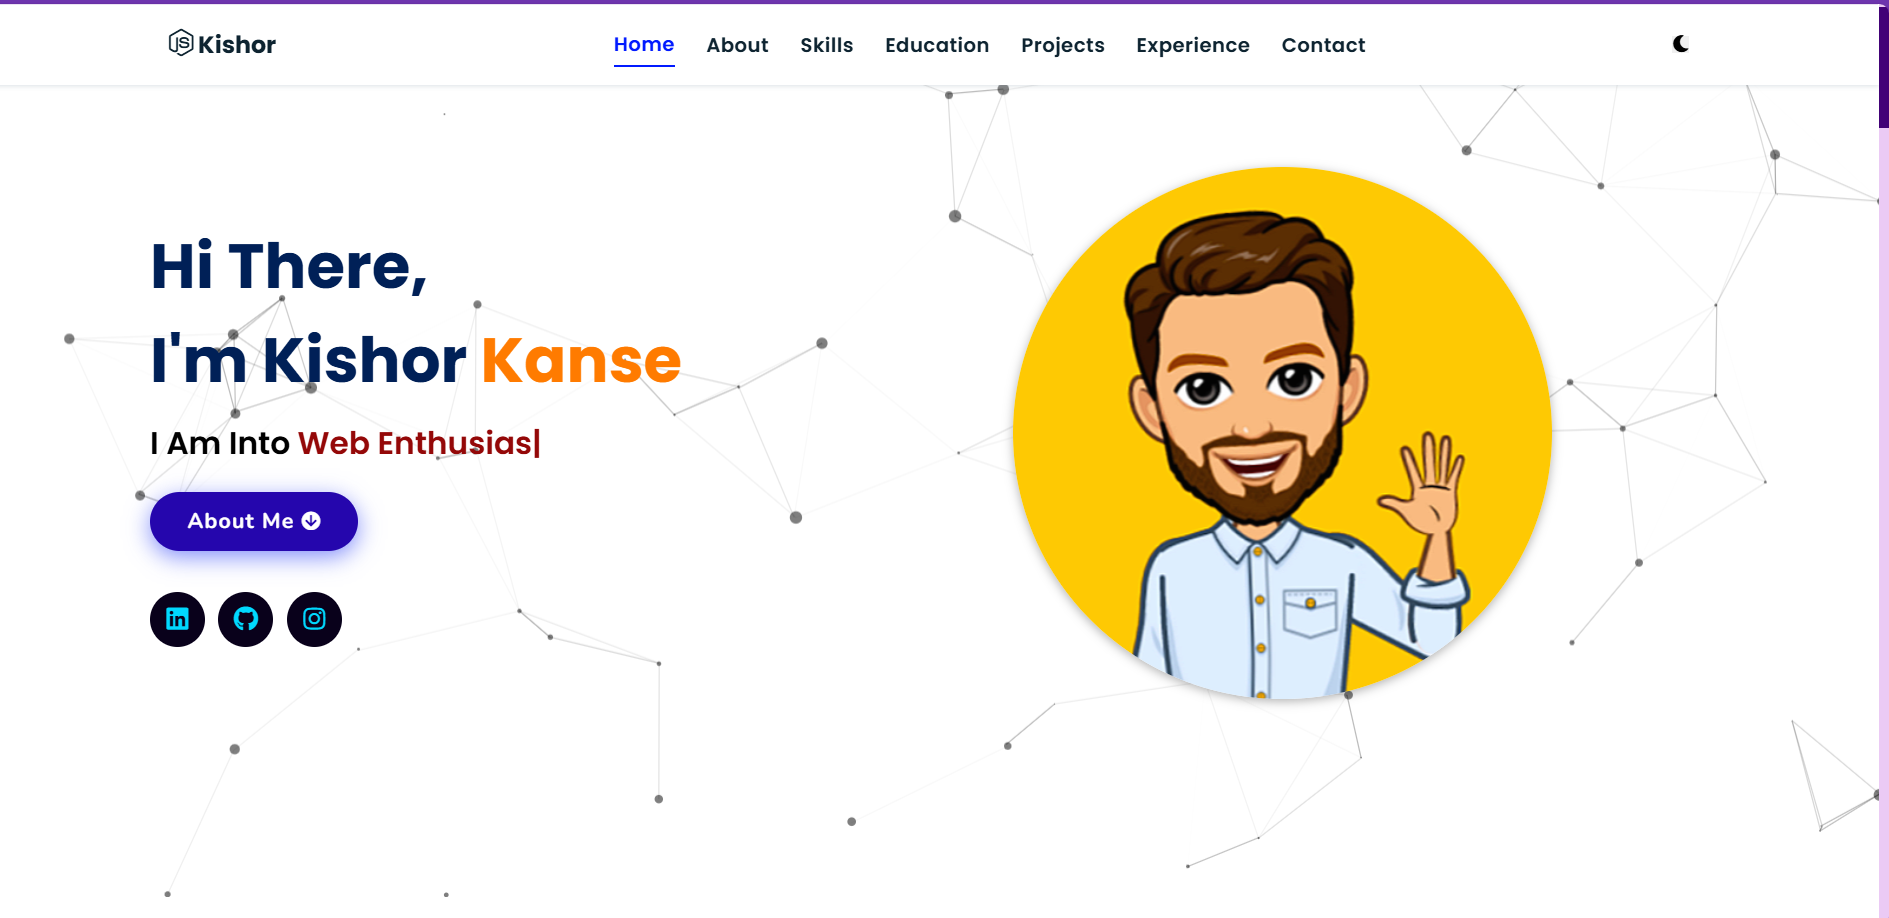 Kishor
Home About Skills Education Projects Experience Contact
Hi There,
I'm Kishor Kanse
I Am Into Web Enthusias|
About Me